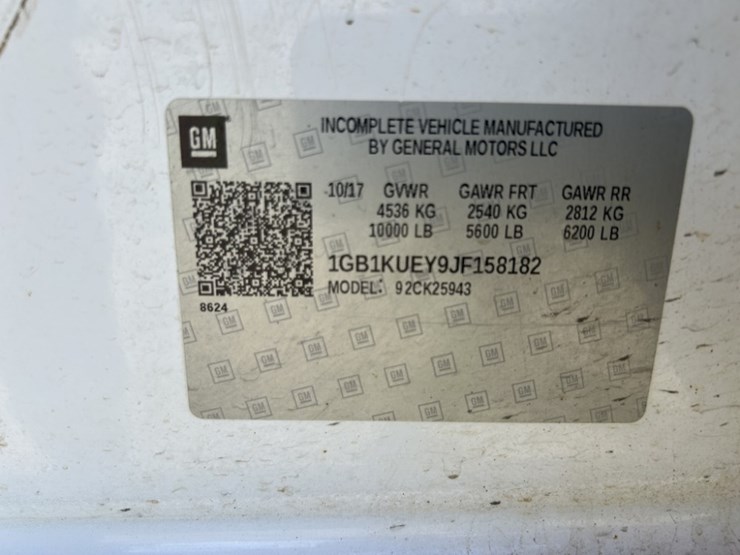 GM
INCOMPLETE VEHICLE MANUFACTURED
BY GENERAL MOTORS LLC
10/17 GVWR GAWR FRT GAWR RR
4536 KG 2540 KG 2812 KG
10000 LB 5600 LB 6200 LB
1GB1KUEY9JF158182
MODEL: 92CK25943
8624